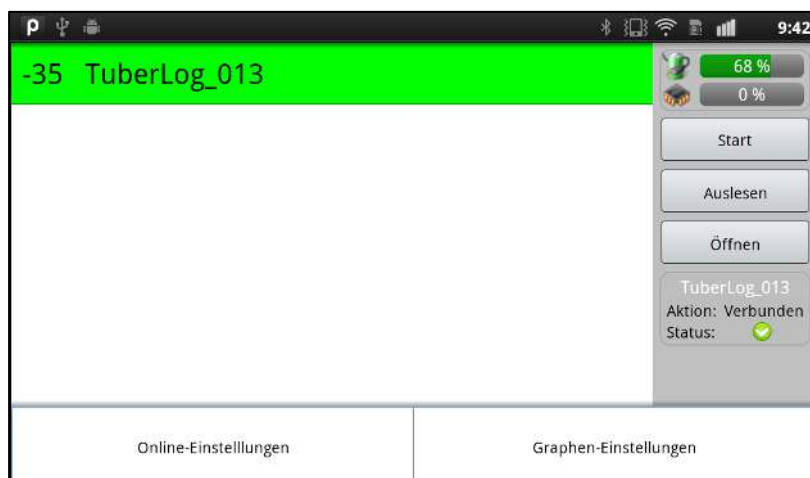 9:42
-35 TuberLog_013
68 %
0 %
Start
Auslesen
Öffnen
TuberLog_013
Aktion: Verbunden
Status:
Online-Einstelllungen
Graphen-Einstellungen